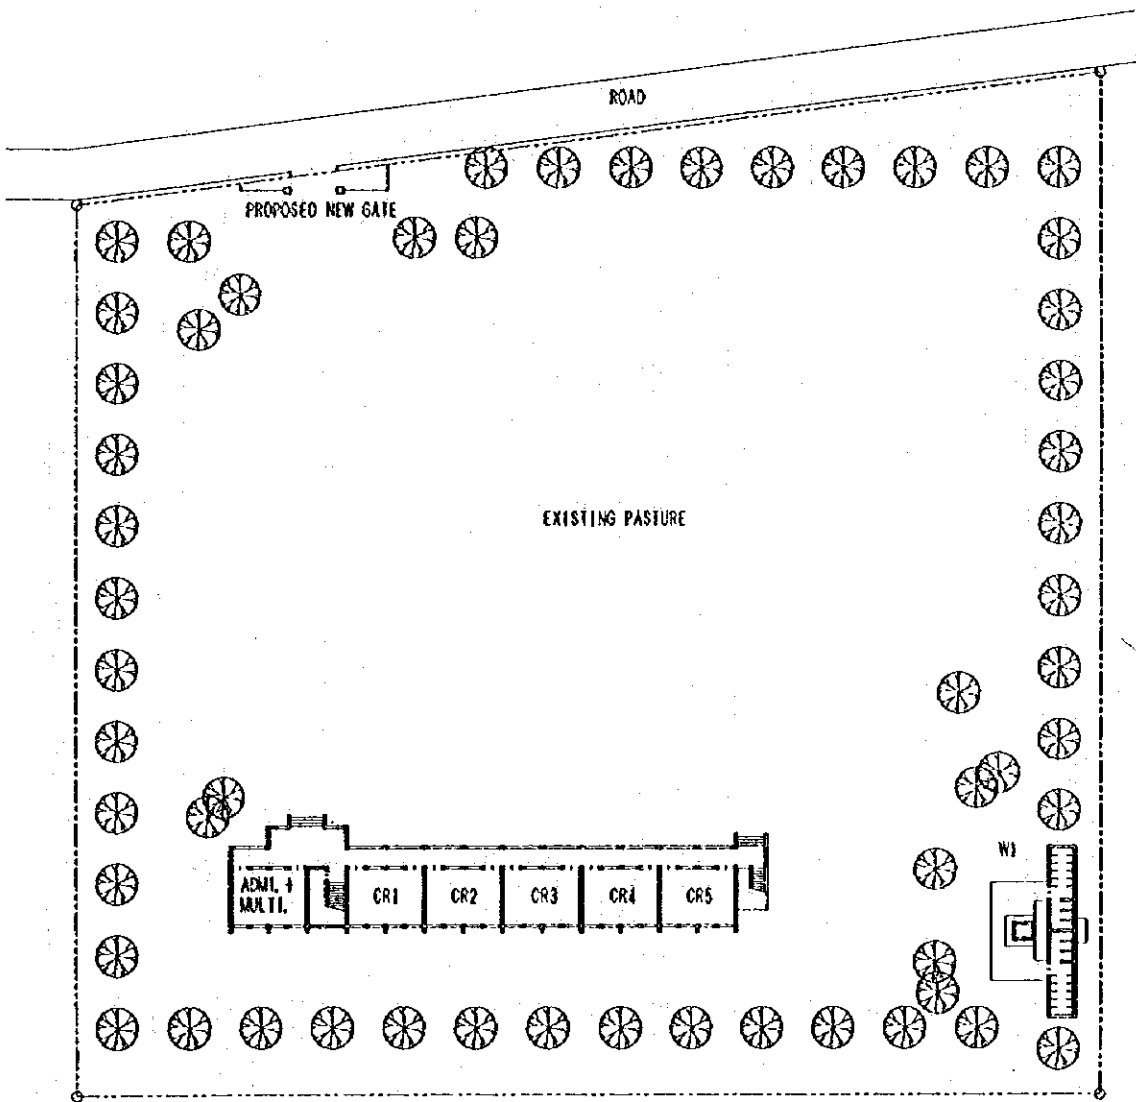 ROAD
PROPOSED NEW GATE
EXISTING PASTURE
W1
ADMI. +
MULTI.
CR1
CR2
CR3
CR4
CR5